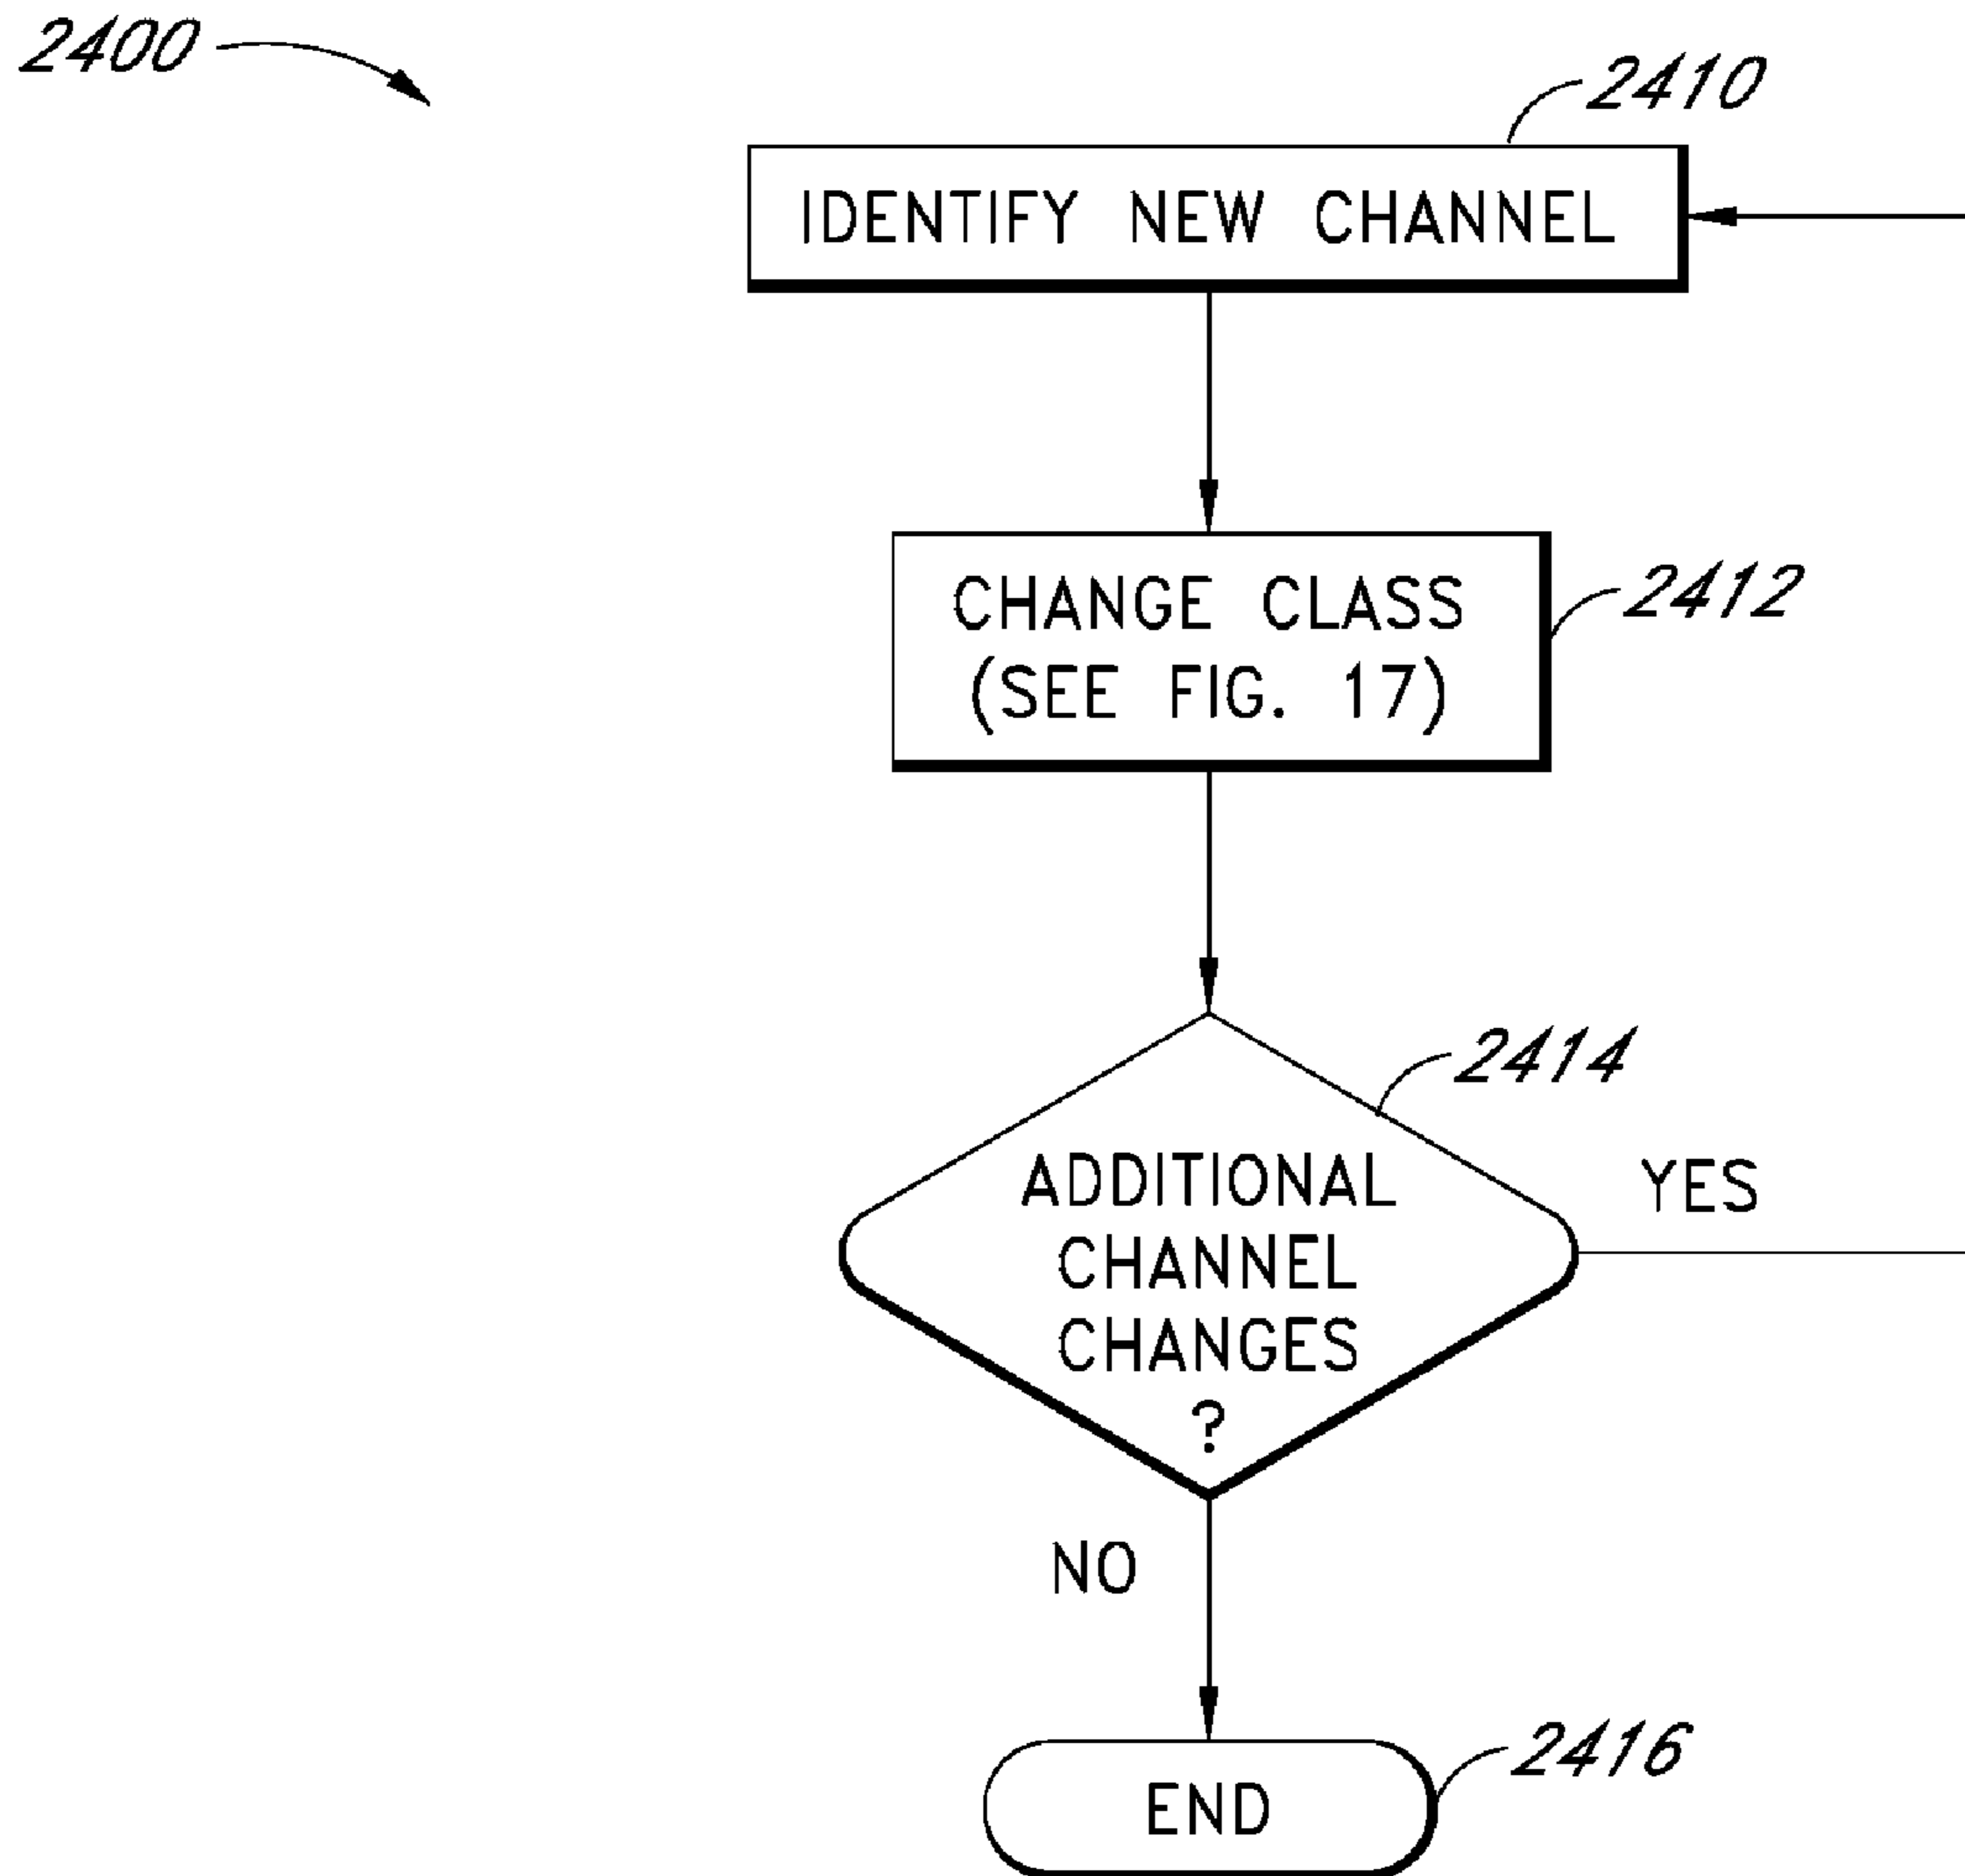 2400
2410
IDENTIFY NEW CHANNEL
CHANGE CLASS
(SEE FIG. 17)
2412
2414
ADDITIONAL
CHANNEL
CHANGES
?
YES
NO
2416
END